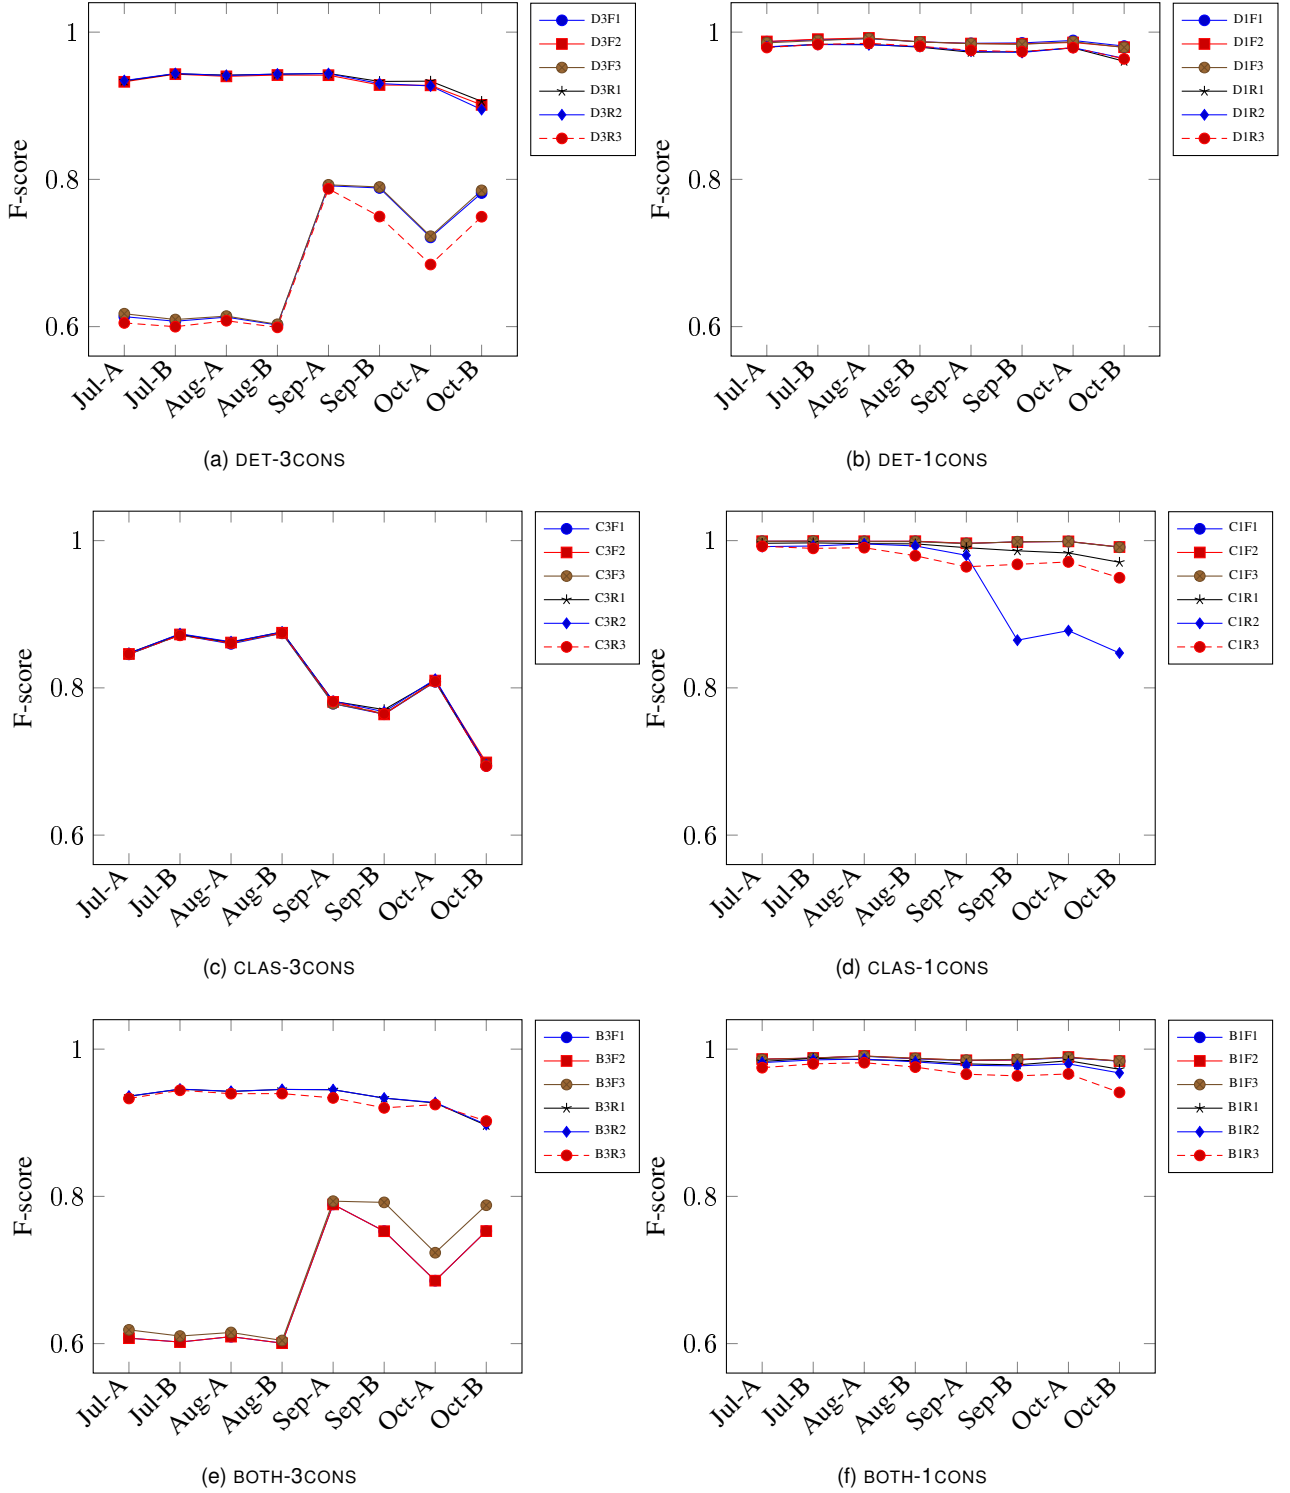 1
0.8
0.6
F-score
Jul-A
Jul-B
Aug-A
Aug-B
Sep-A
Sep-B
Oct-A
Oct-B
D3F1
D3F2
D3F3
D3R1
D3R2
D3R3
(a) DET-3CONS
1
0.8
0.6
F-score
Jul-A
Jul-B
Aug-A
Aug-B
Sep-A
Sep-B
Oct-A
Oct-B
D1F1
D1F2
D1F3
D1R1
D1R2
D1R3
(b) DET-1CONS
1
0.8
0.6
F-score
Jul-A
Jul-B
Aug-A
Aug-B
Sep-A
Sep-B
Oct-A
Oct-B
C3F1
C3F2
C3F3
C3R1
C3R2
C3R3
(c) CLAS-3CONS
1
0.8
0.6
F-score
Jul-A
Jul-B
Aug-A
Aug-B
Sep-A
Sep-B
Oct-A
Oct-B
C1F1
C1F2
C1F3
C1R1
C1R2
C1R3
(d) CLAS-1CONS
1
0.8
0.6
F-score
Jul-A
Jul-B
Aug-A
Aug-B
Sep-A
Sep-B
Oct-A
Oct-B
B3F1
B3F2
B3F3
B3R1
B3R2
B3R3
(e) BOTH-3CONS
1
0.8
0.6
F-score
Jul-A
Jul-B
Aug-A
Aug-B
Sep-A
Sep-B
Oct-A
Oct-B
B1F1
B1F2
B1F3
B1R1
B1R2
B1R3
(f) BOTH-1CONS